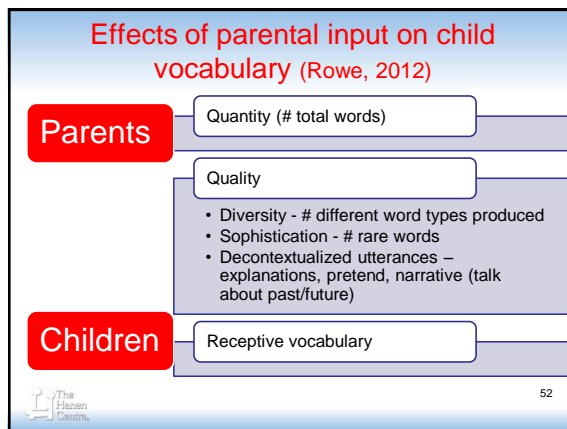 Effects of parental input on child
vocabulary (Rowe, 2012)
Parents
Quantity (# total words)
Quality
• Diversity - # different word types produced
• Sophistication - # rare words
• Decontextualized utterances –
explanations, pretend, narrative (talk
about past/future)
Children
Receptive vocabulary
The
Hanen
Centre.
52